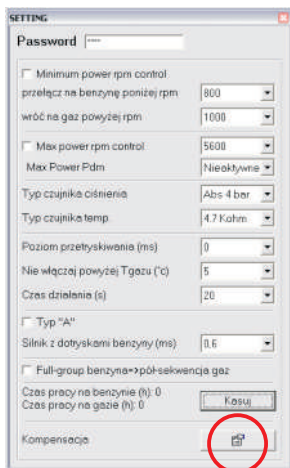 SETTING
Password ----
Minimum power rpm control
przełącz na benzynę poniżej rpm 800
wróć na gaz powyżej rpm 1000
Max power rpm control 5600
Max Power Pdm Nieaktywne
Typ czujnika ciśnienia Abs 4 bar
Typ czujnika temp. 4.7 Kohm
Poziom przetryskiwania (ms) 0
Nie włączaj powyżej Tgazu (°c) 5
Czas działania (s) 20
Typ "A"
Silnik z dotryskami benzyny (ms) 0,6
Full-group benzyna=>pół-sekwencja gaz
Czas pracy na benzynie (h): 0
Czas pracy na gazie (h): 0
Kasuj
Kompensacja